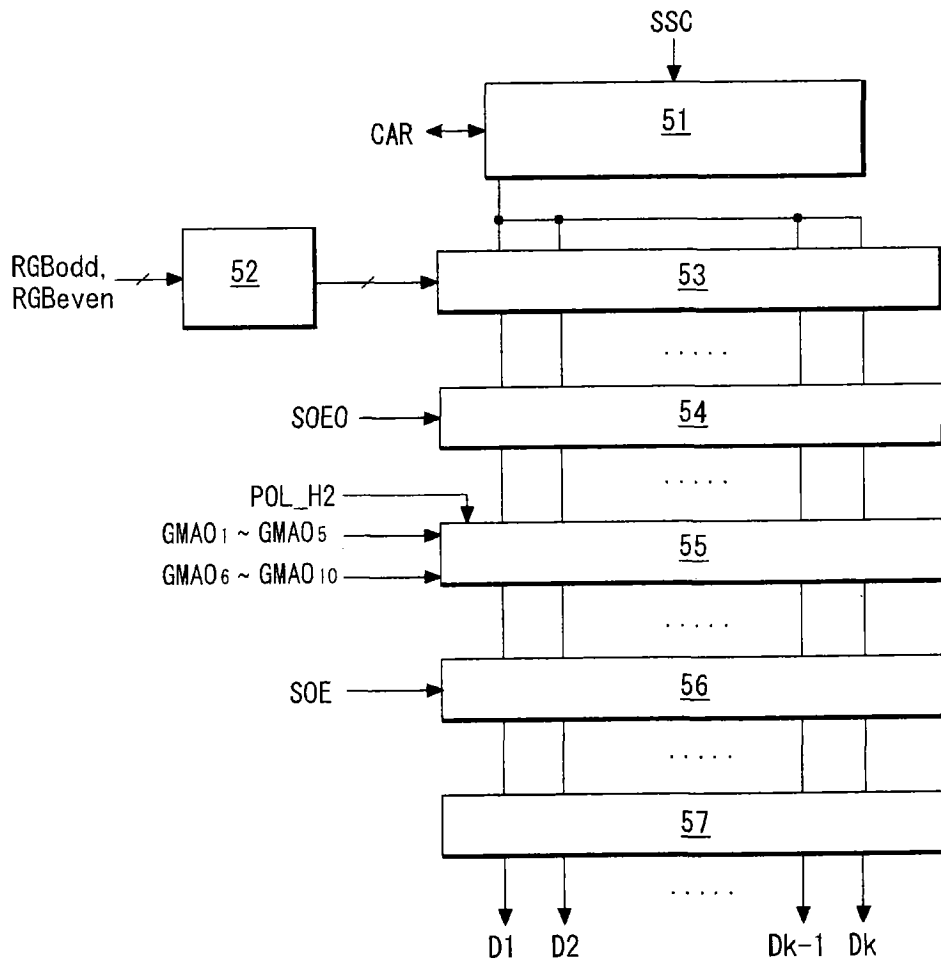 SSC
CAR
51
RGBodd,
RGBeven
52
53
.....
SOEO
54
.....
POL_H2
GMAO1 ~ GMAO5
55
GMAO6 ~ GMAO10
.....
SOE
56
.....
57
.....
D1 D2 Dk-1 Dk